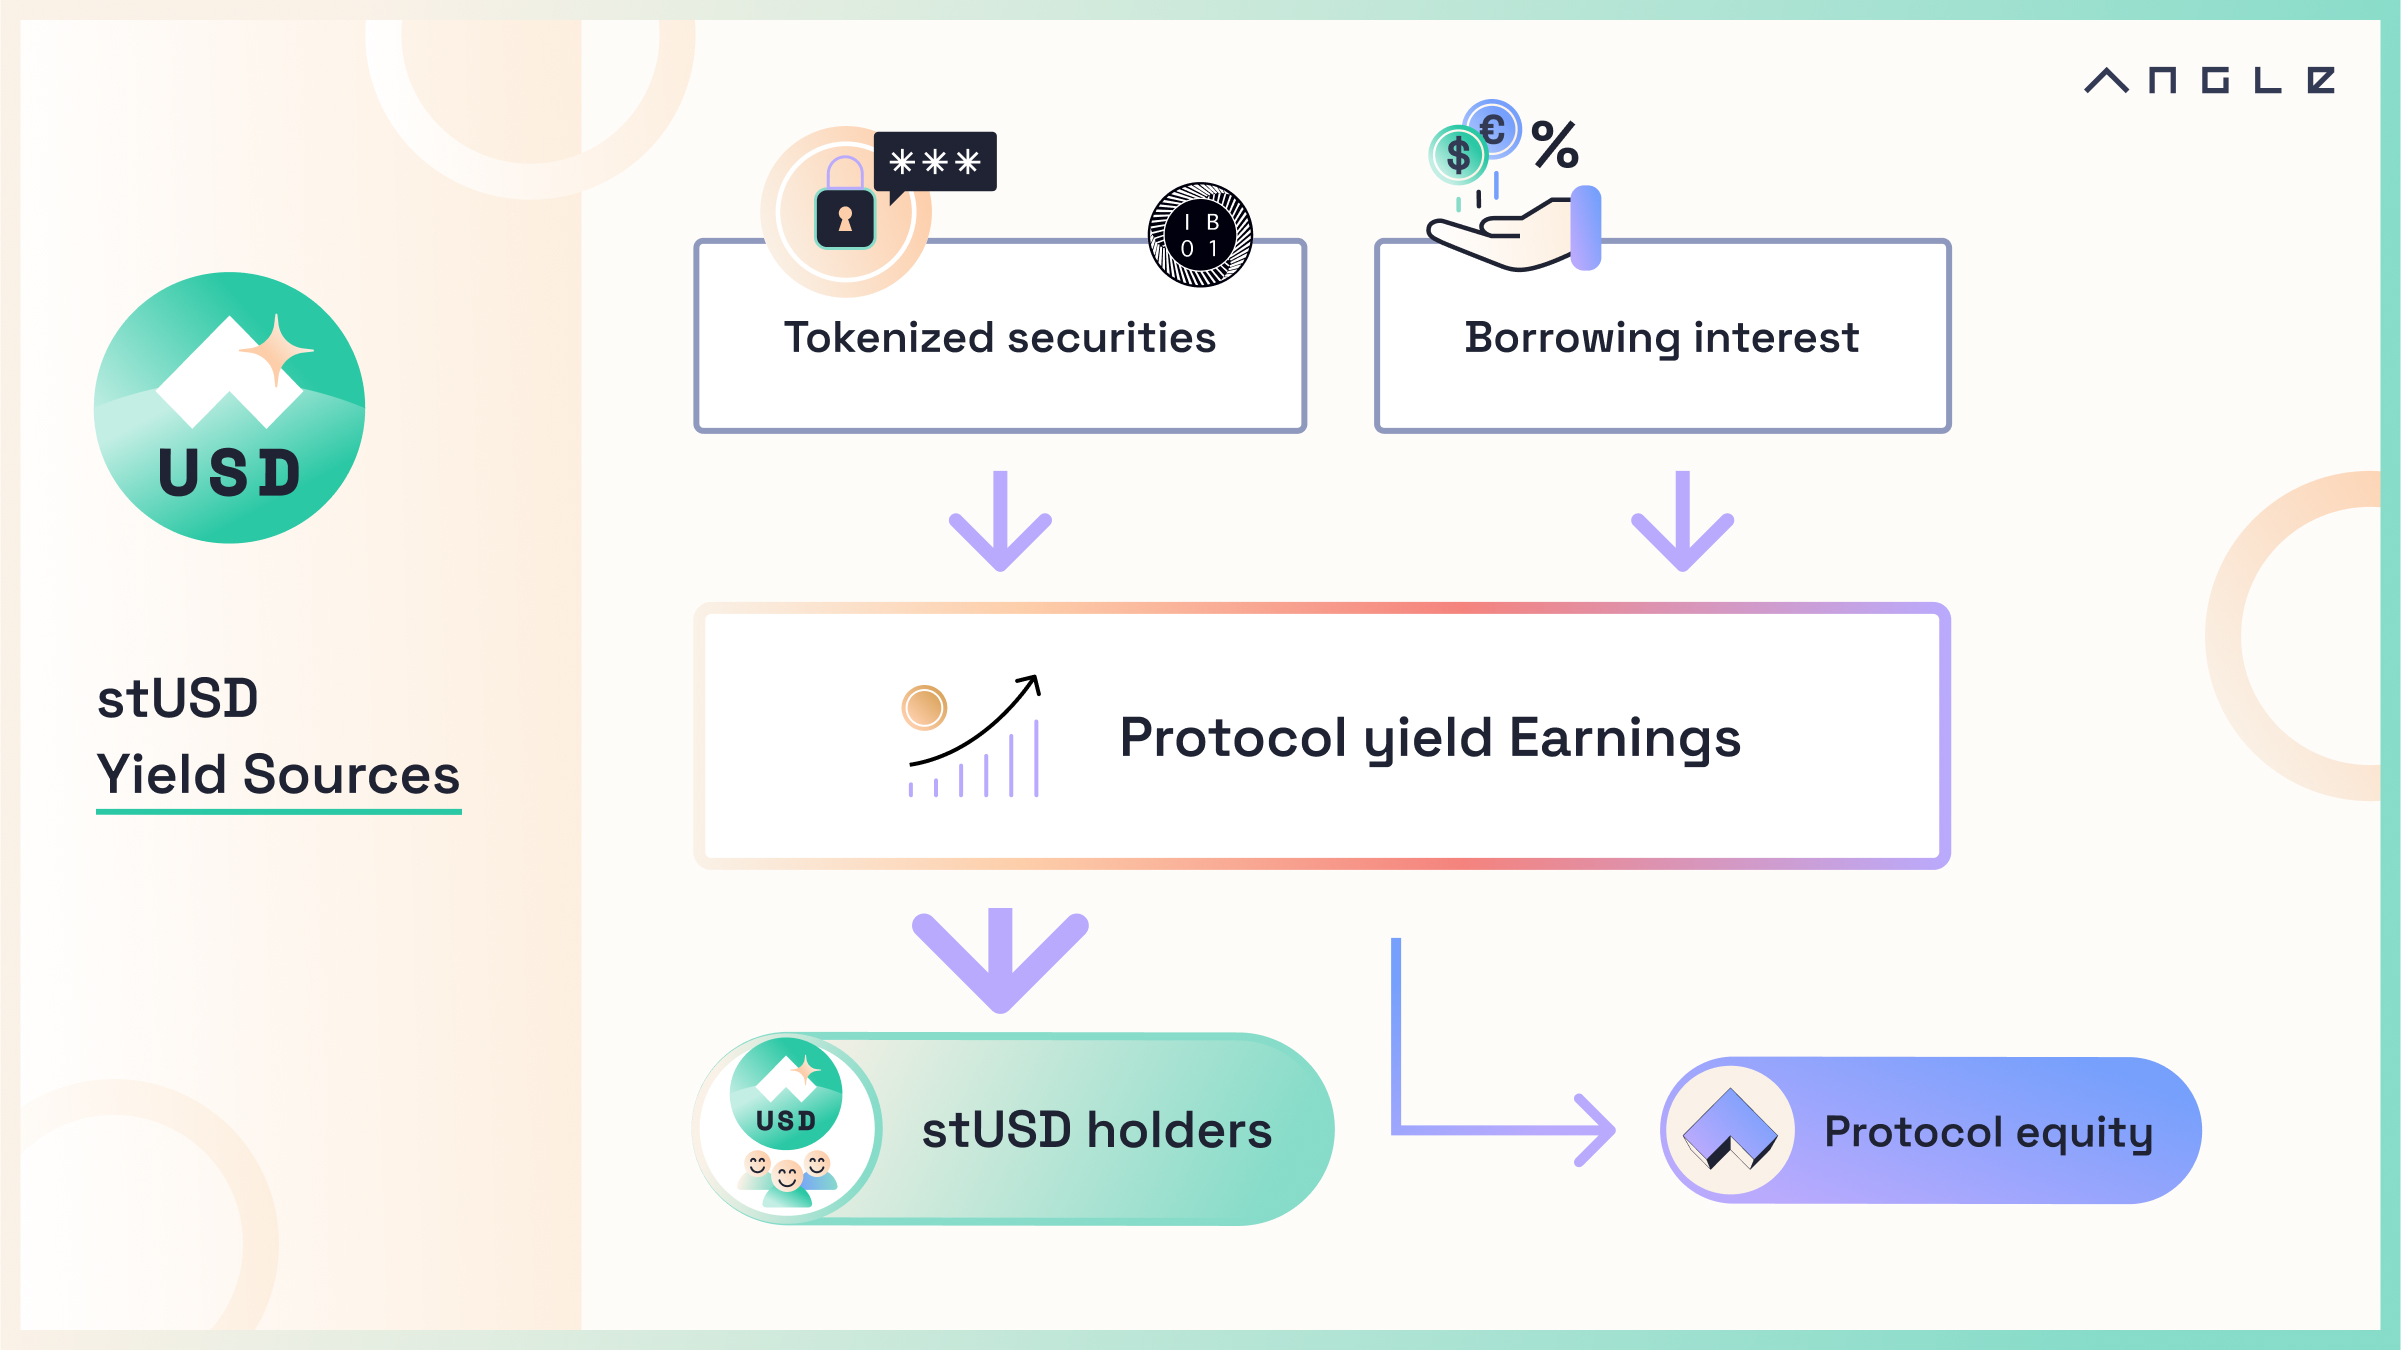 ANGLE
USD
stUSD
Yield Sources
***
$ € %
I B
0 1
Tokenized securities
Borrowing interest
Protocol yield Earnings
USD
stUSD holders
Protocol equity